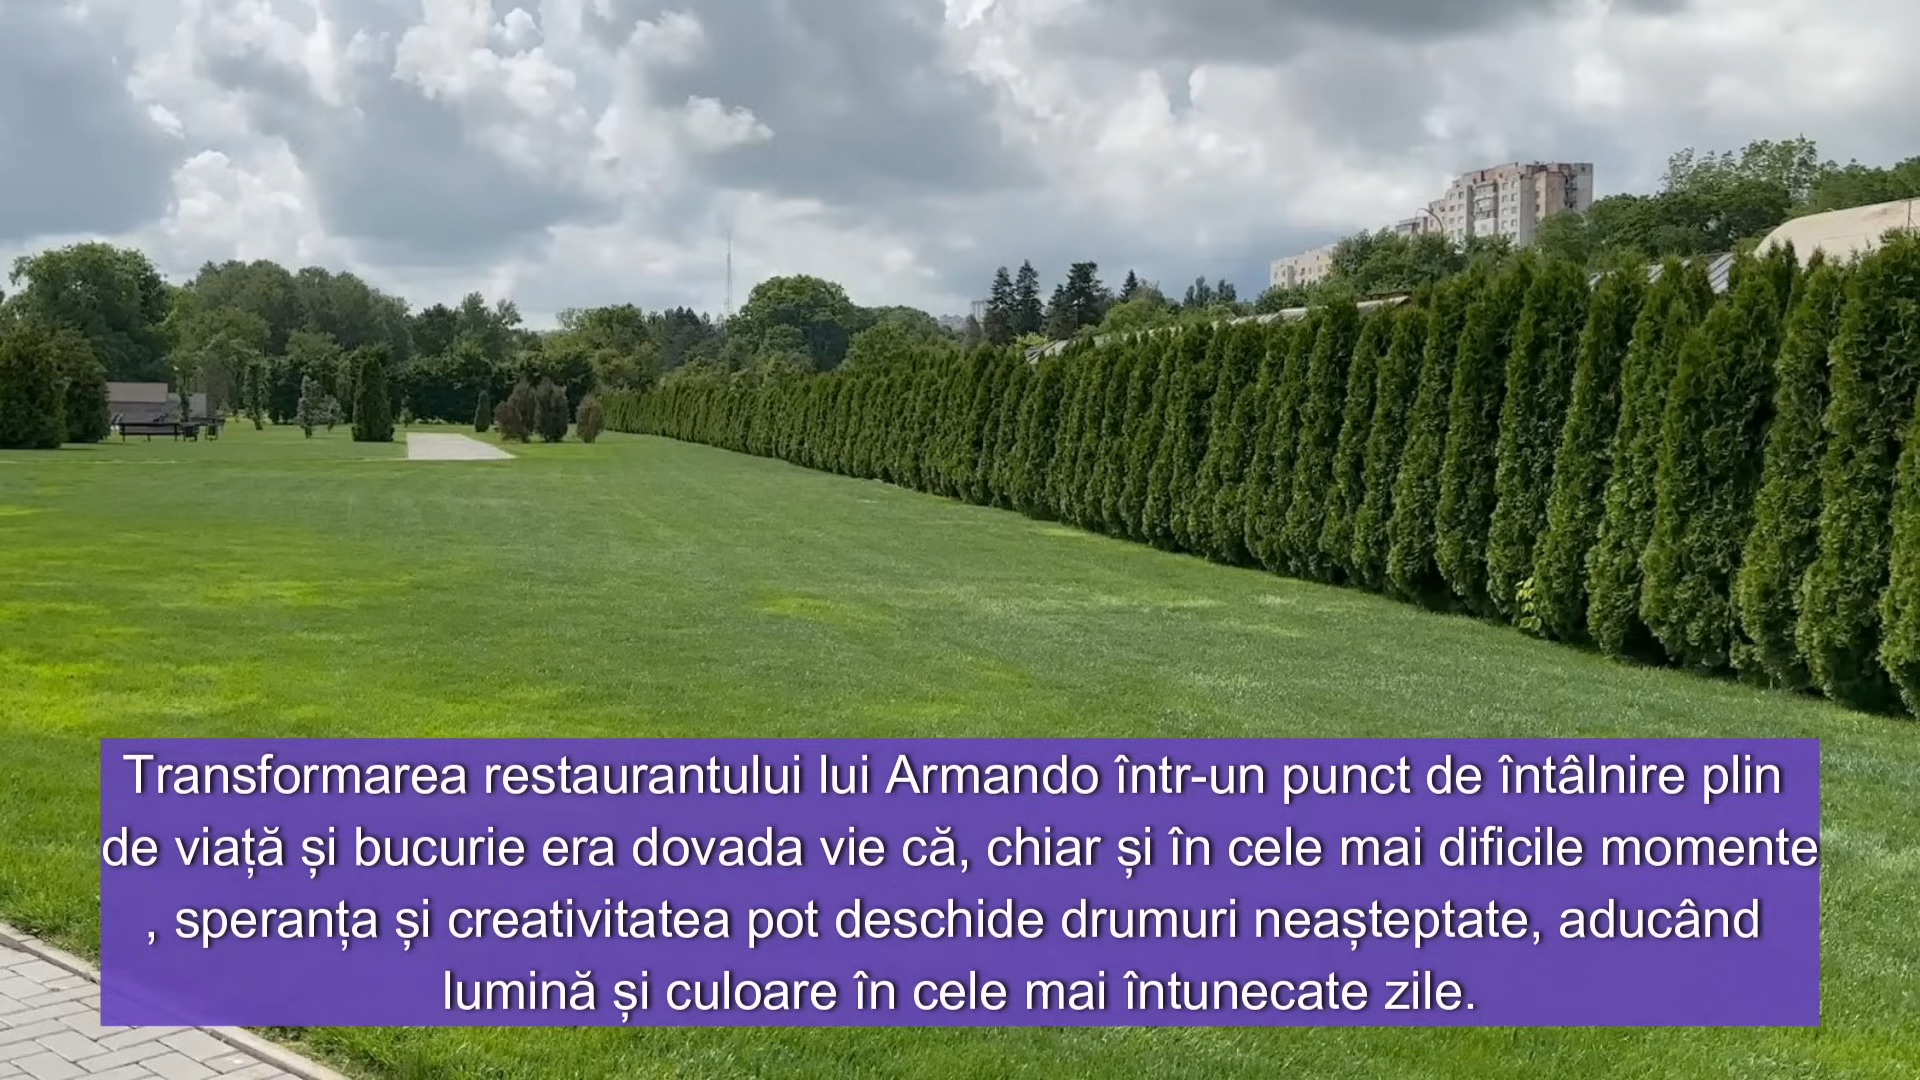 Transformarea restaurantului lui Armando într-un punct de întâlnire plin
de viață și bucurie era dovada vie că, chiar și în cele mai dificile momente
, speranța și creativitatea pot deschide drumuri neașteptate, aducând
lumină și culoare în cele mai întunecate zile.